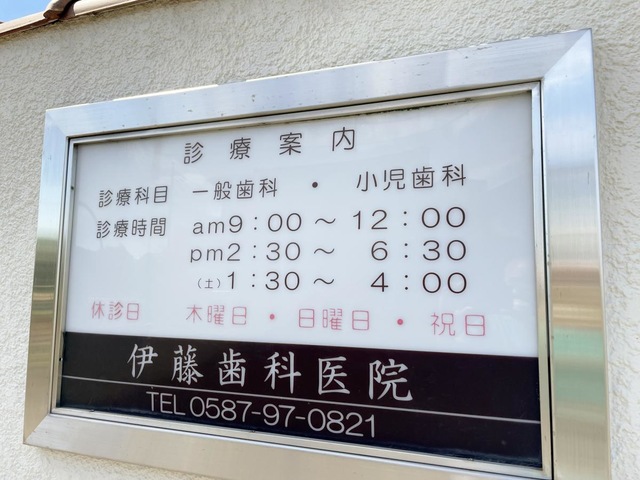 診療案内
診療科目 一般歯科 ・ 小児歯科
診療時間 am9：00～12：00
pm2：30～ 6：30
（土）1：30～ 4：00
休診日 木曜日・日曜日・祝日
伊藤歯科医院
TEL 0587-97-0821